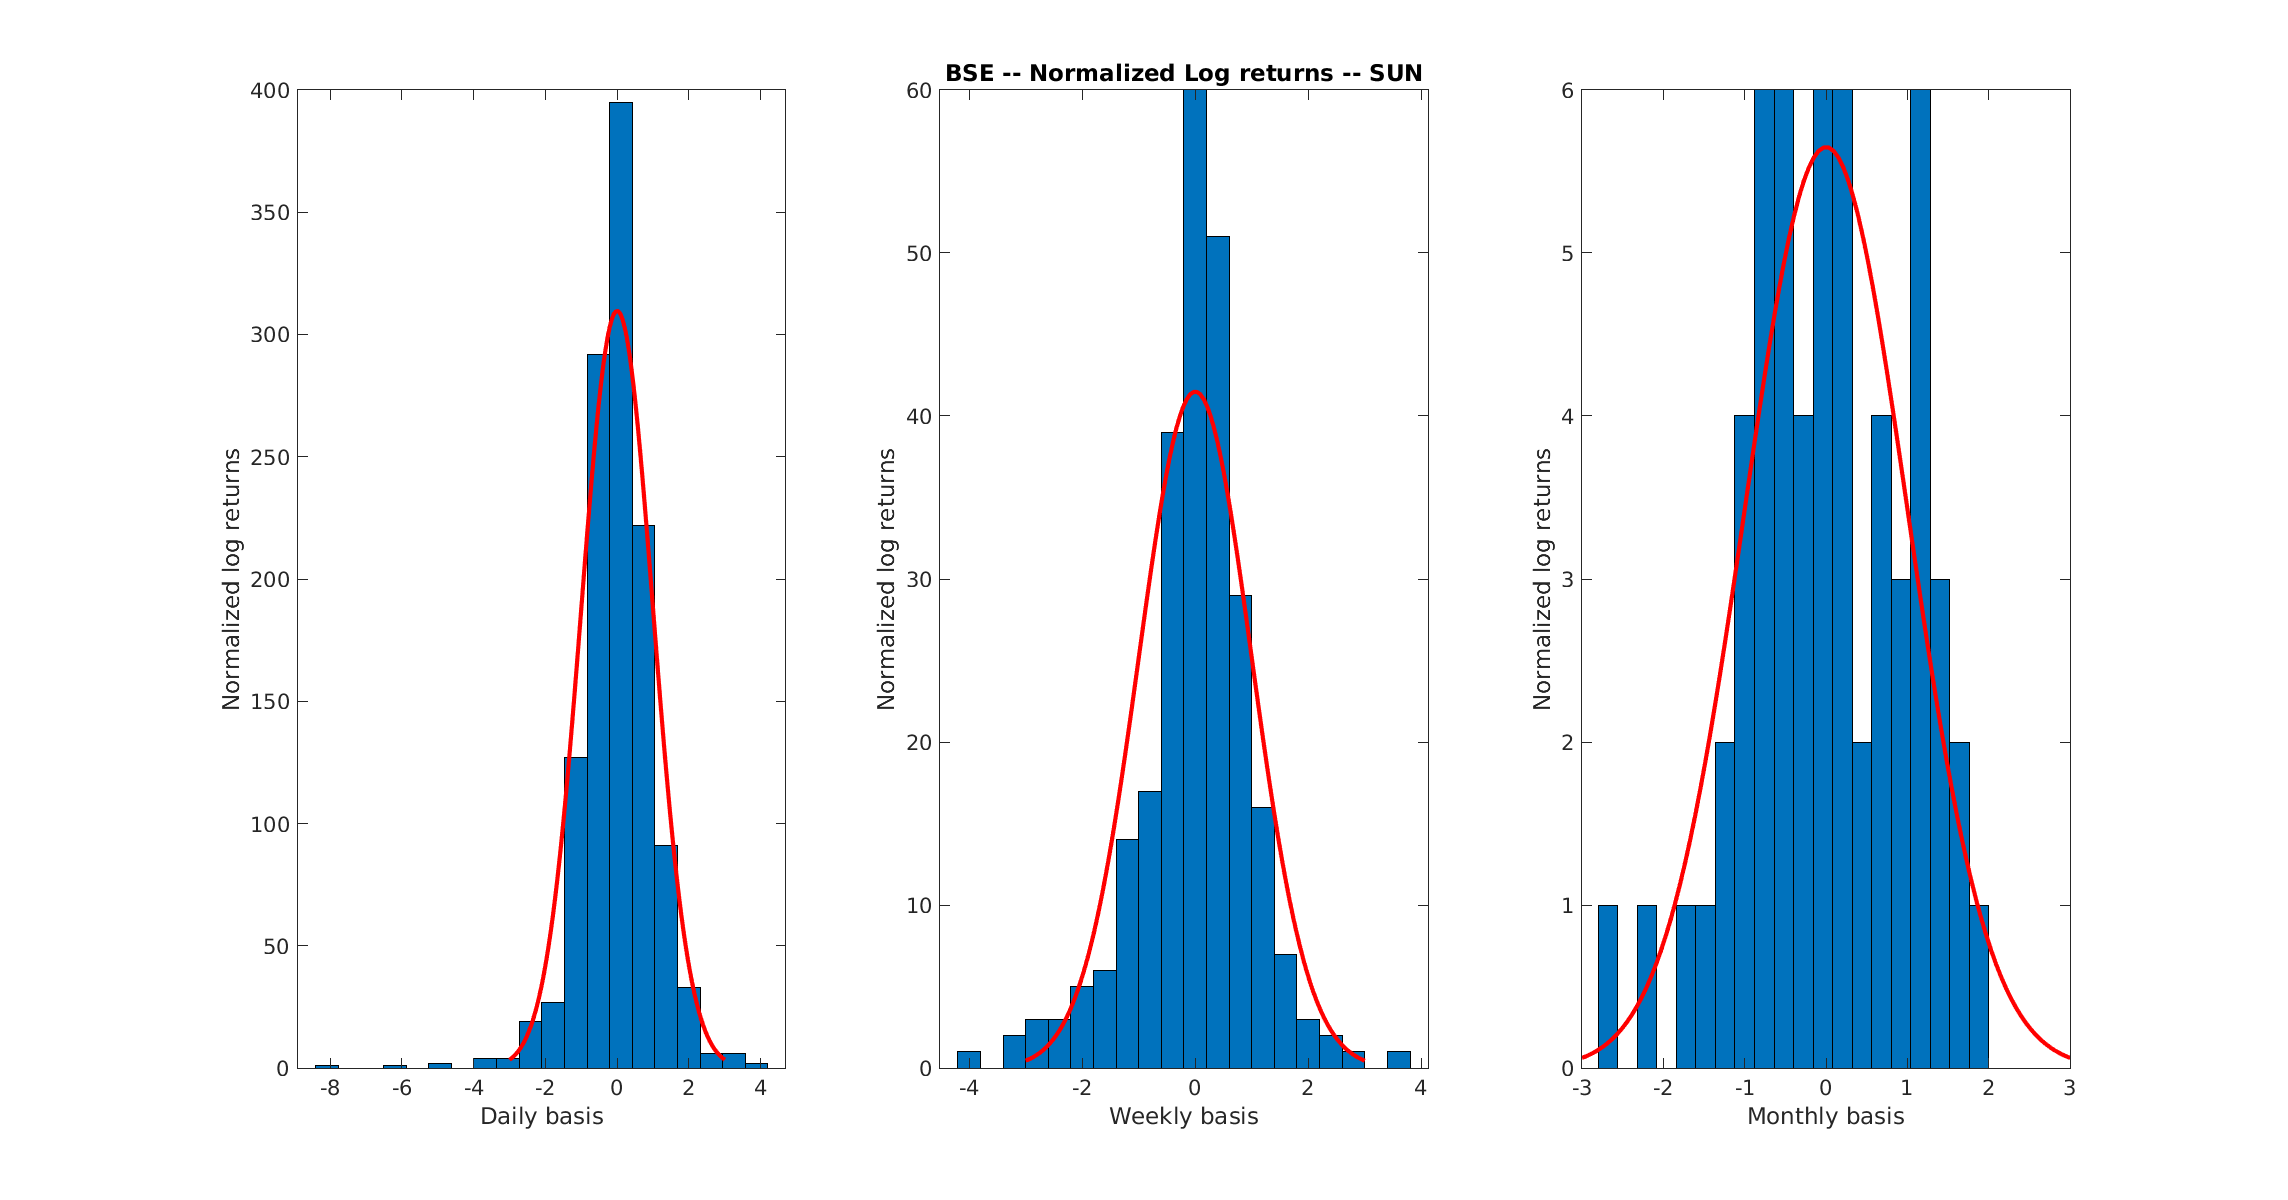 BSE -- Normalized Log returns -- SUN
400
350
300
250
200
150
100
50
0
Normalized log returns
-8 -6 -4 -2 0 2 4
Daily basis
60
50
40
30
20
10
0
Normalized log returns
-4 -2 0 2 4
Weekly basis
6
5
4
3
2
1
0
Normalized log returns
-3 -2 -1 0 1 2 3
Monthly basis